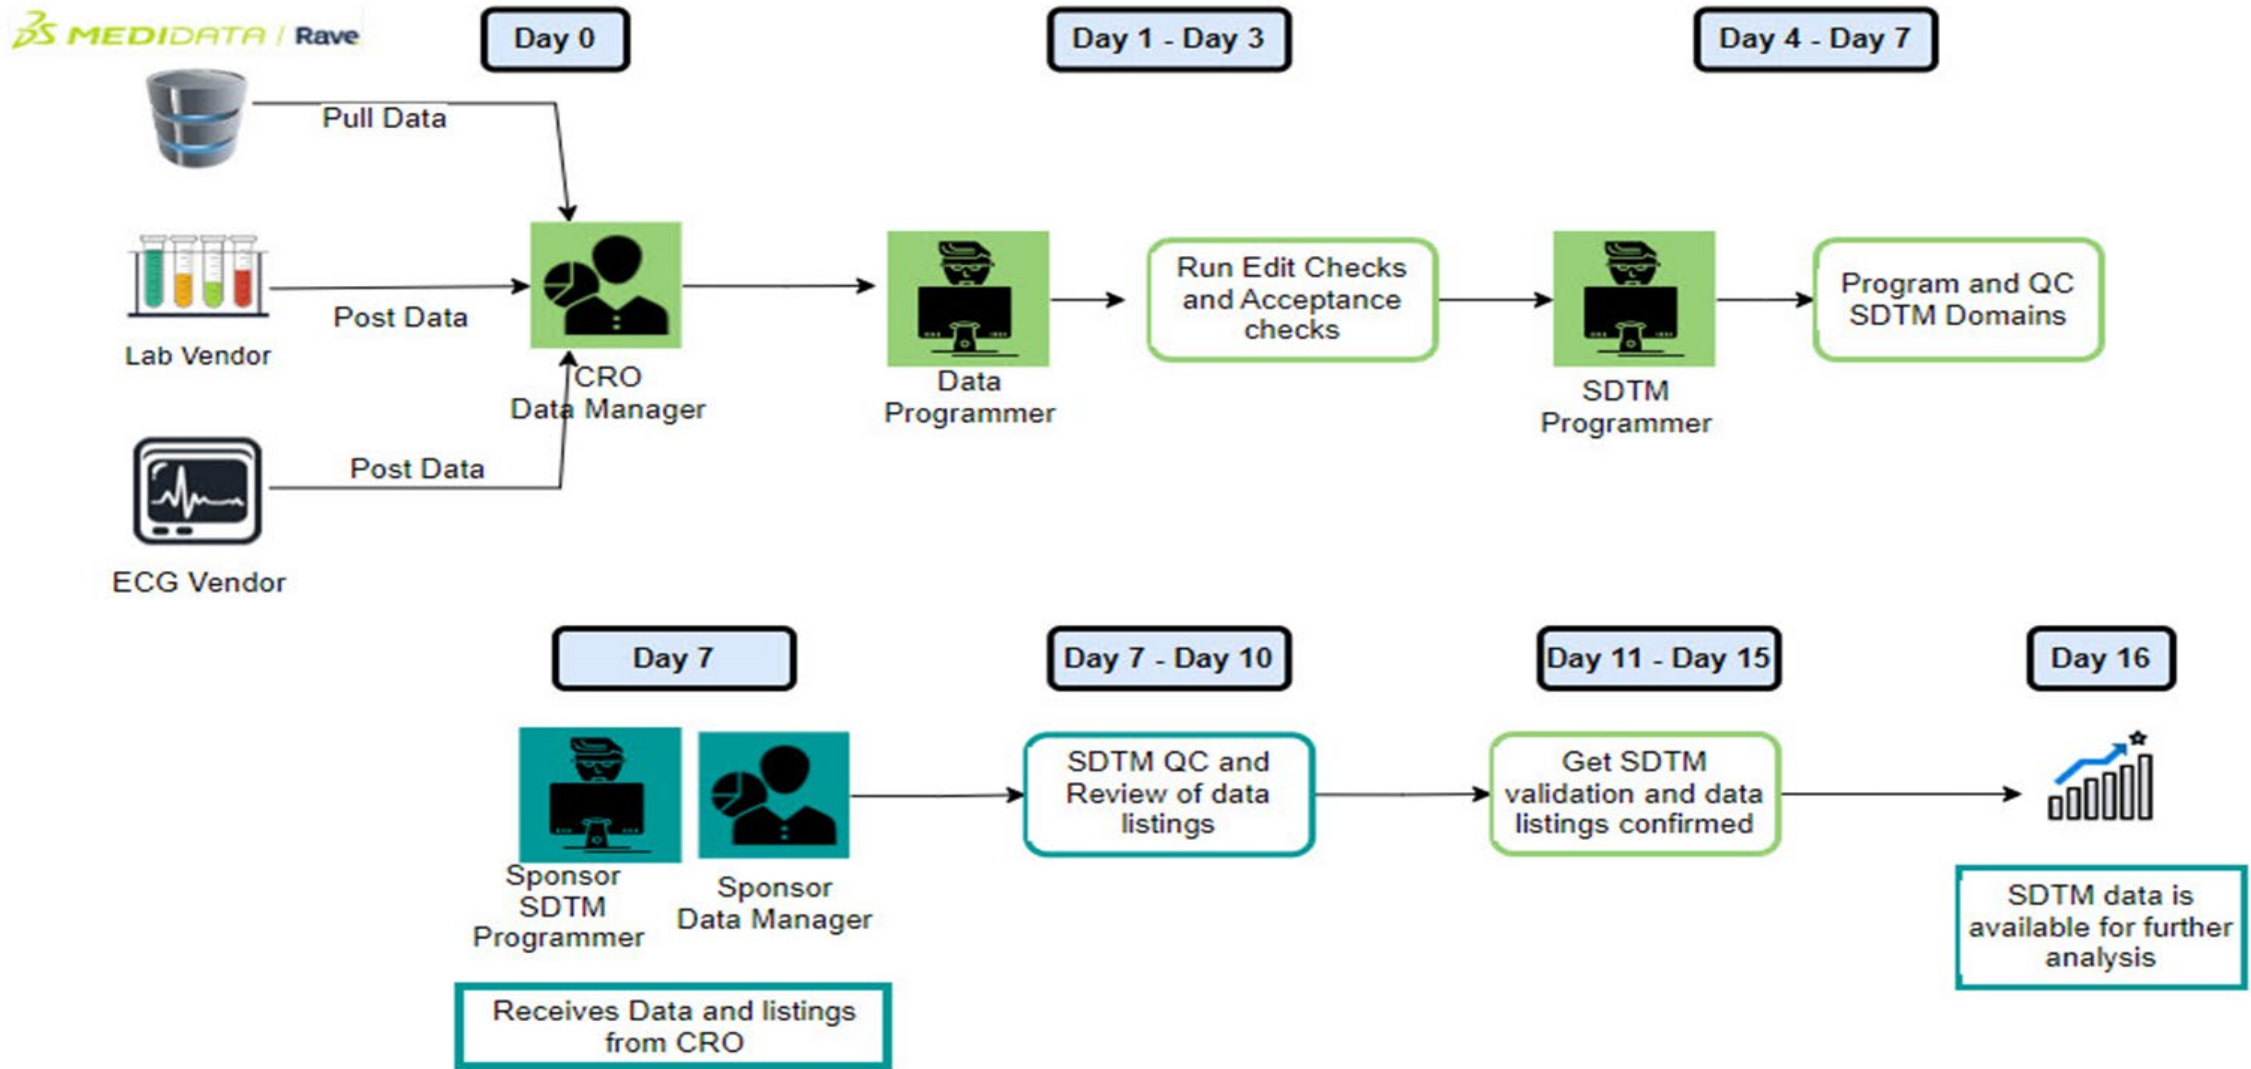 MEDIDATA | Rave
Day 0
Day 1 - Day 3
Day 4 - Day 7
Pull Data
Post Data
Lab Vendor
Post Data
ECG Vendor
CRO
Data Manager
Data
Programmer
Run Edit Checks
and Acceptance
checks
SDTM
Programmer
Program and QC
SDTM Domains
Day 7
Day 7 - Day 10
Day 11 - Day 15
Day 16
Sponsor
SDTM
Programmer
Sponsor
Data Manager
Receives Data and listings
from CRO
SDTM QC and
Review of data
listings
Get SDTM
validation and data
listings confirmed
SDTM data is
available for further
analysis